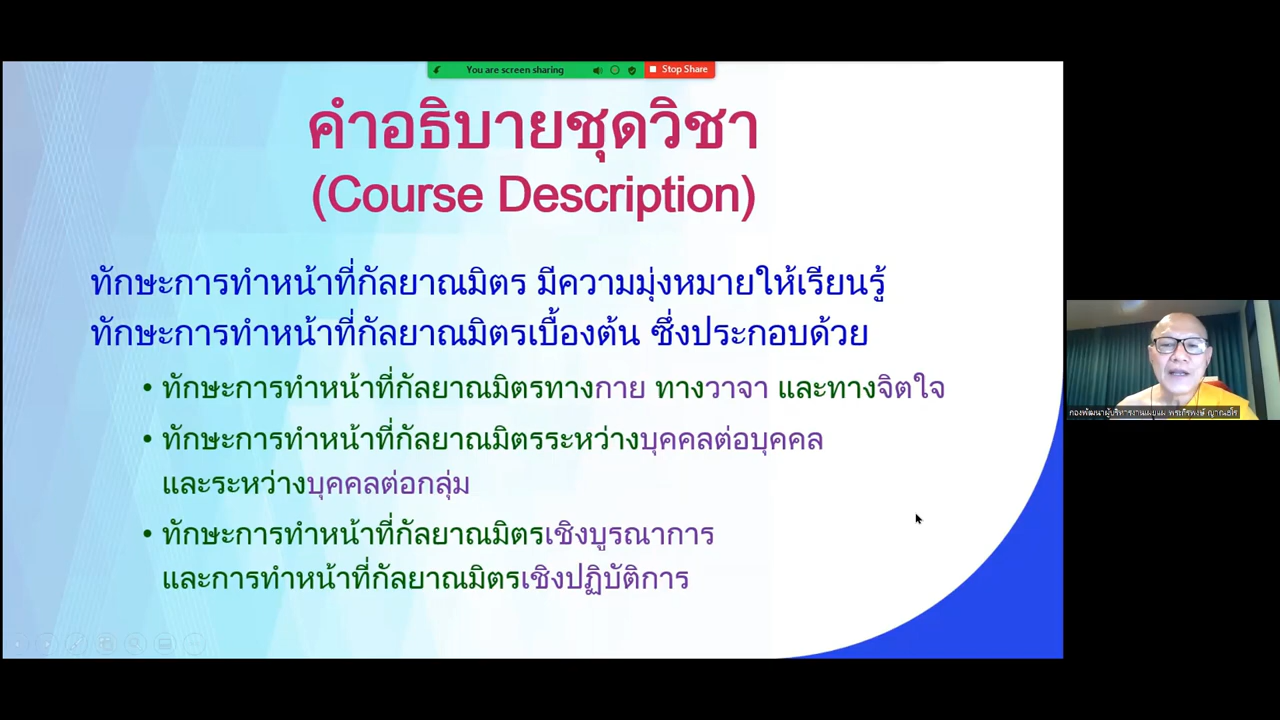 You are screen sharing
Stop Share
คำอธิบายชุดวิชา
(Course Description)
ทักษะการทำหน้าที่กัลยาณมิตร มีความมุ่งหมายให้เรียนรู้
ทักษะการทำหน้าที่กัลยาณมิตรเบื้องต้น ซึ่งประกอบด้วย
• ทักษะการทำหน้าที่กัลยาณมิตรทางกาย ทางวาจา และทางจิตใจ
• ทักษะการทำหน้าที่กัลยาณมิตรระหว่างบุคคลต่อบุคคล
และระหว่างบุคคลต่อกลุ่ม
• ทักษะการทำหน้าที่กัลยาณมิตรเชิงบูรณาการ
และการทำหน้าที่กัลยาณมิตรเชิงปฏิบัติการ